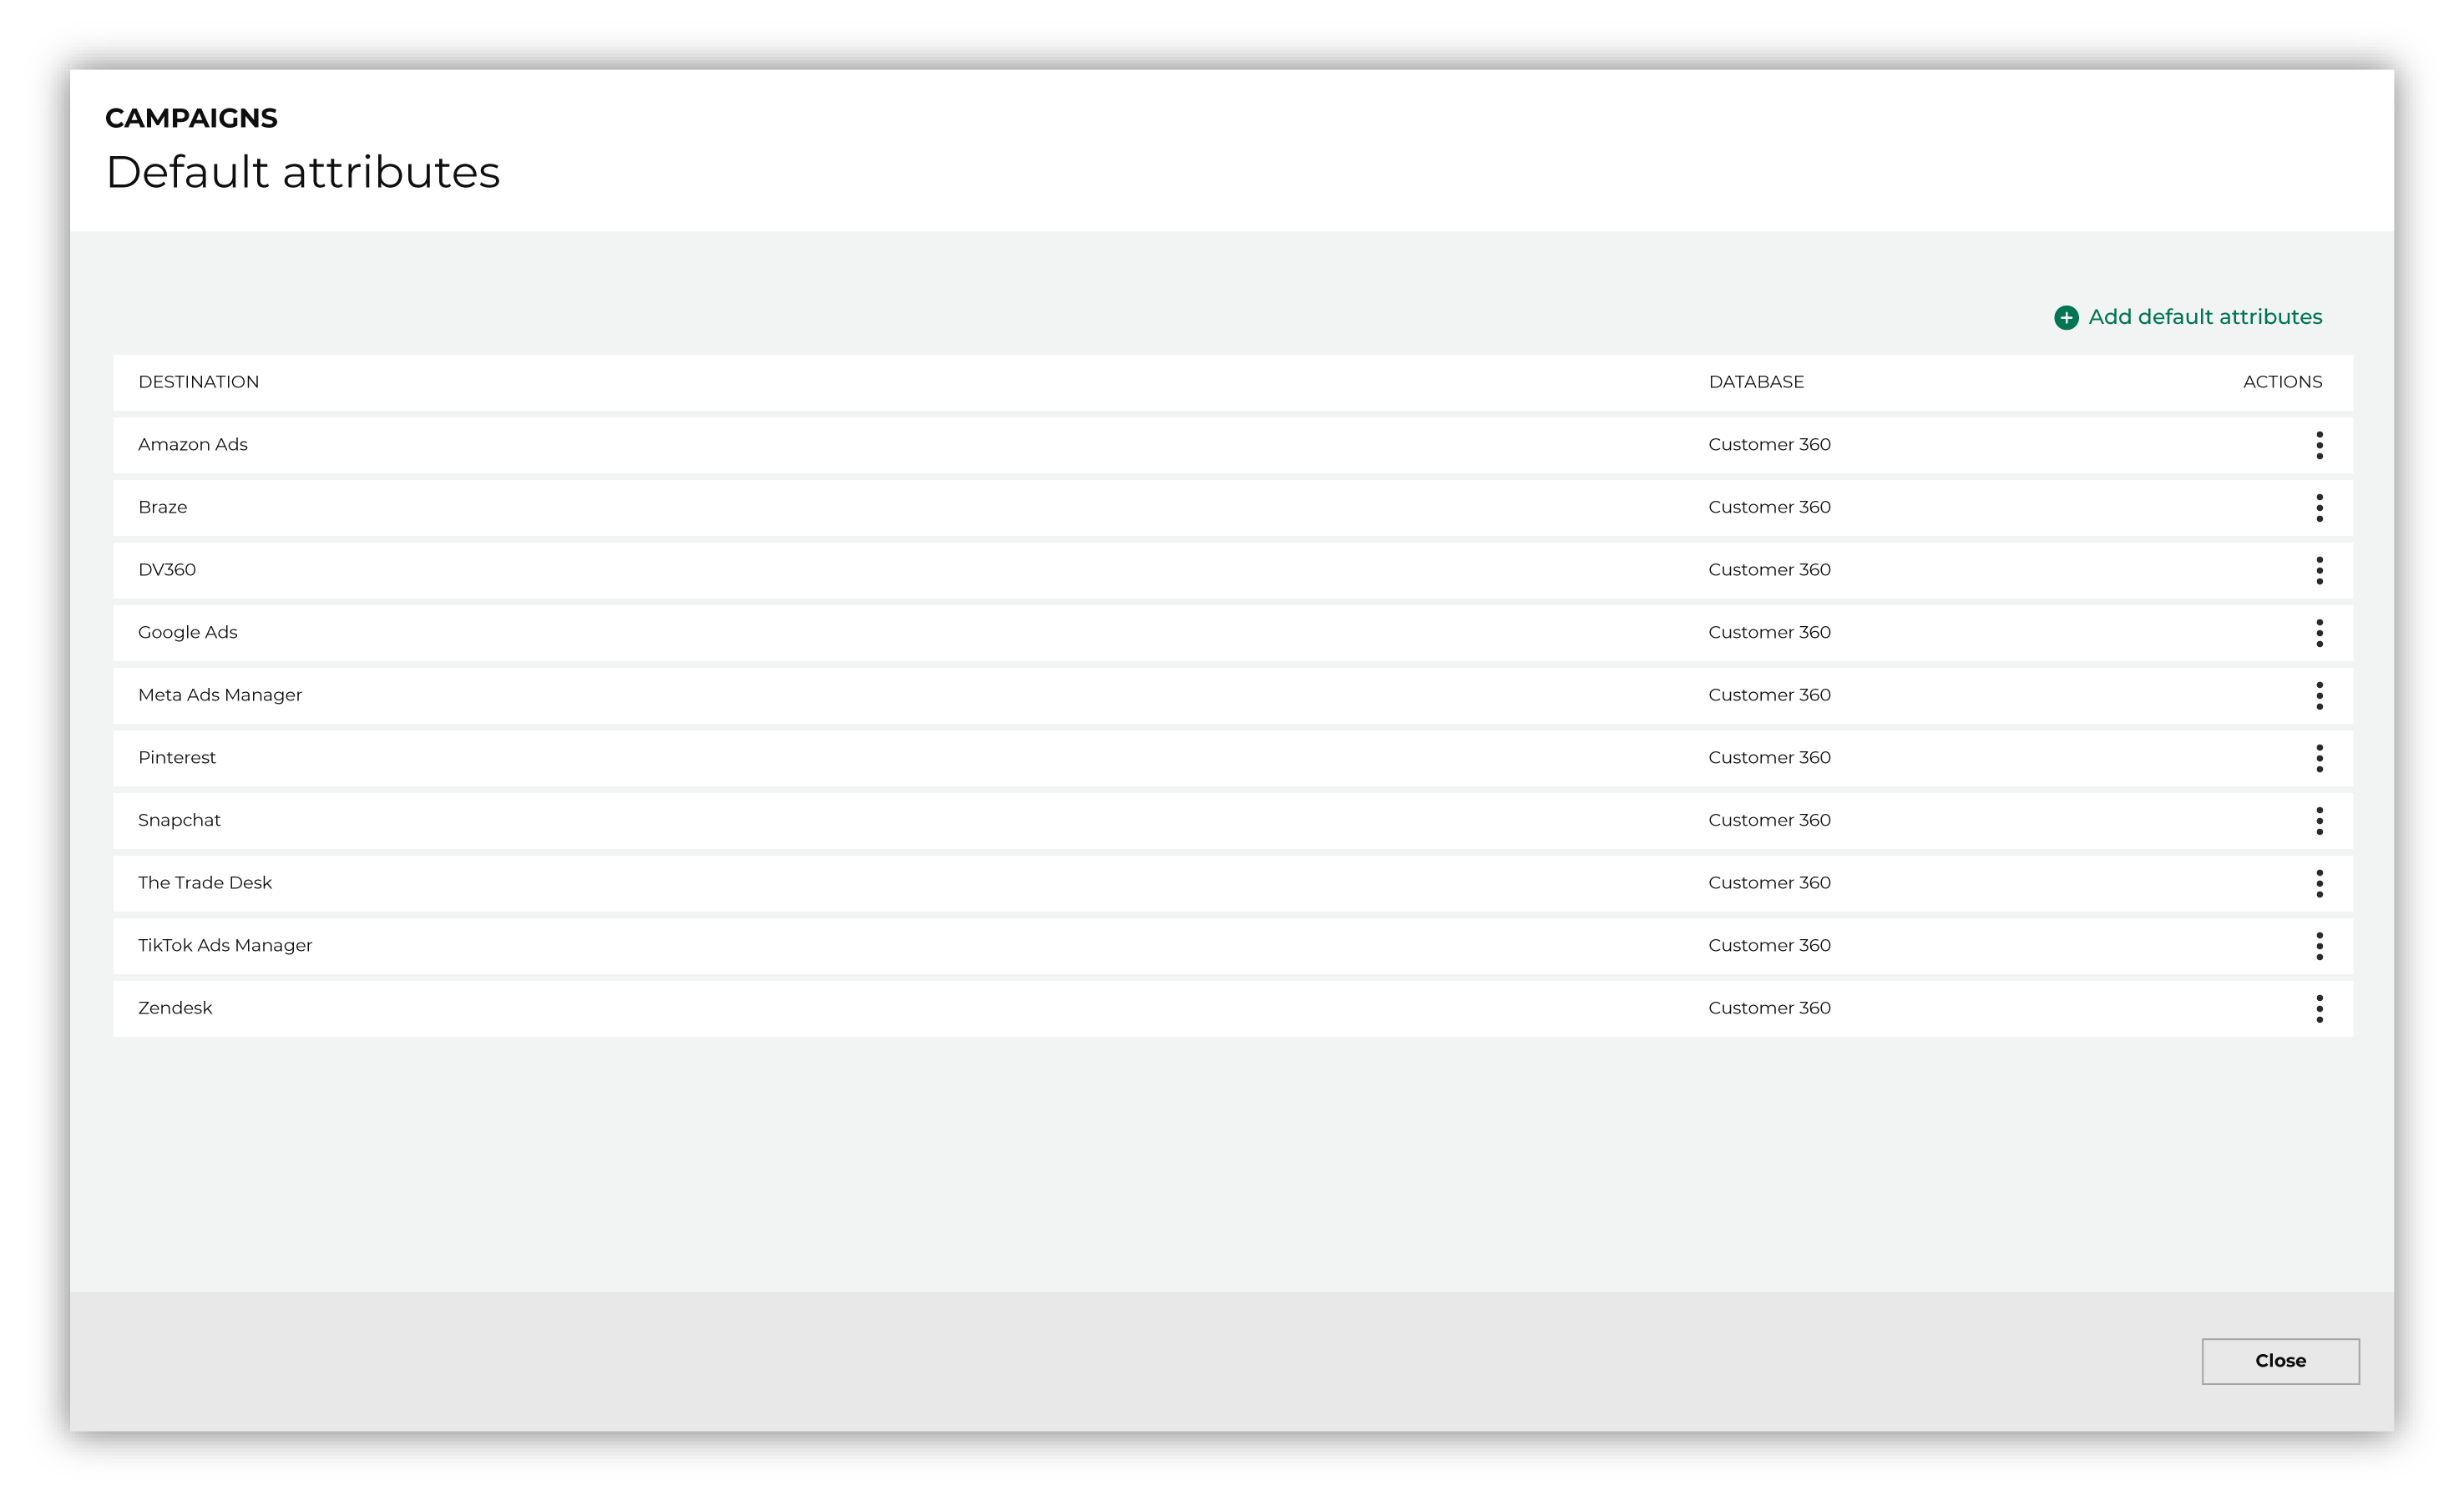 CAMPAIGNS
Default attributes
Add default attributes
DESTINATION DATABASE ACTIONS
Amazon Ads Customer 360
Braze Customer 360
DV360 Customer 360
Google Ads Customer 360
Meta Ads Manager Customer 360
Pinterest Customer 360
Snapchat Customer 360
The Trade Desk Customer 360
TikTok Ads Manager Customer 360
Zendesk Customer 360
Close